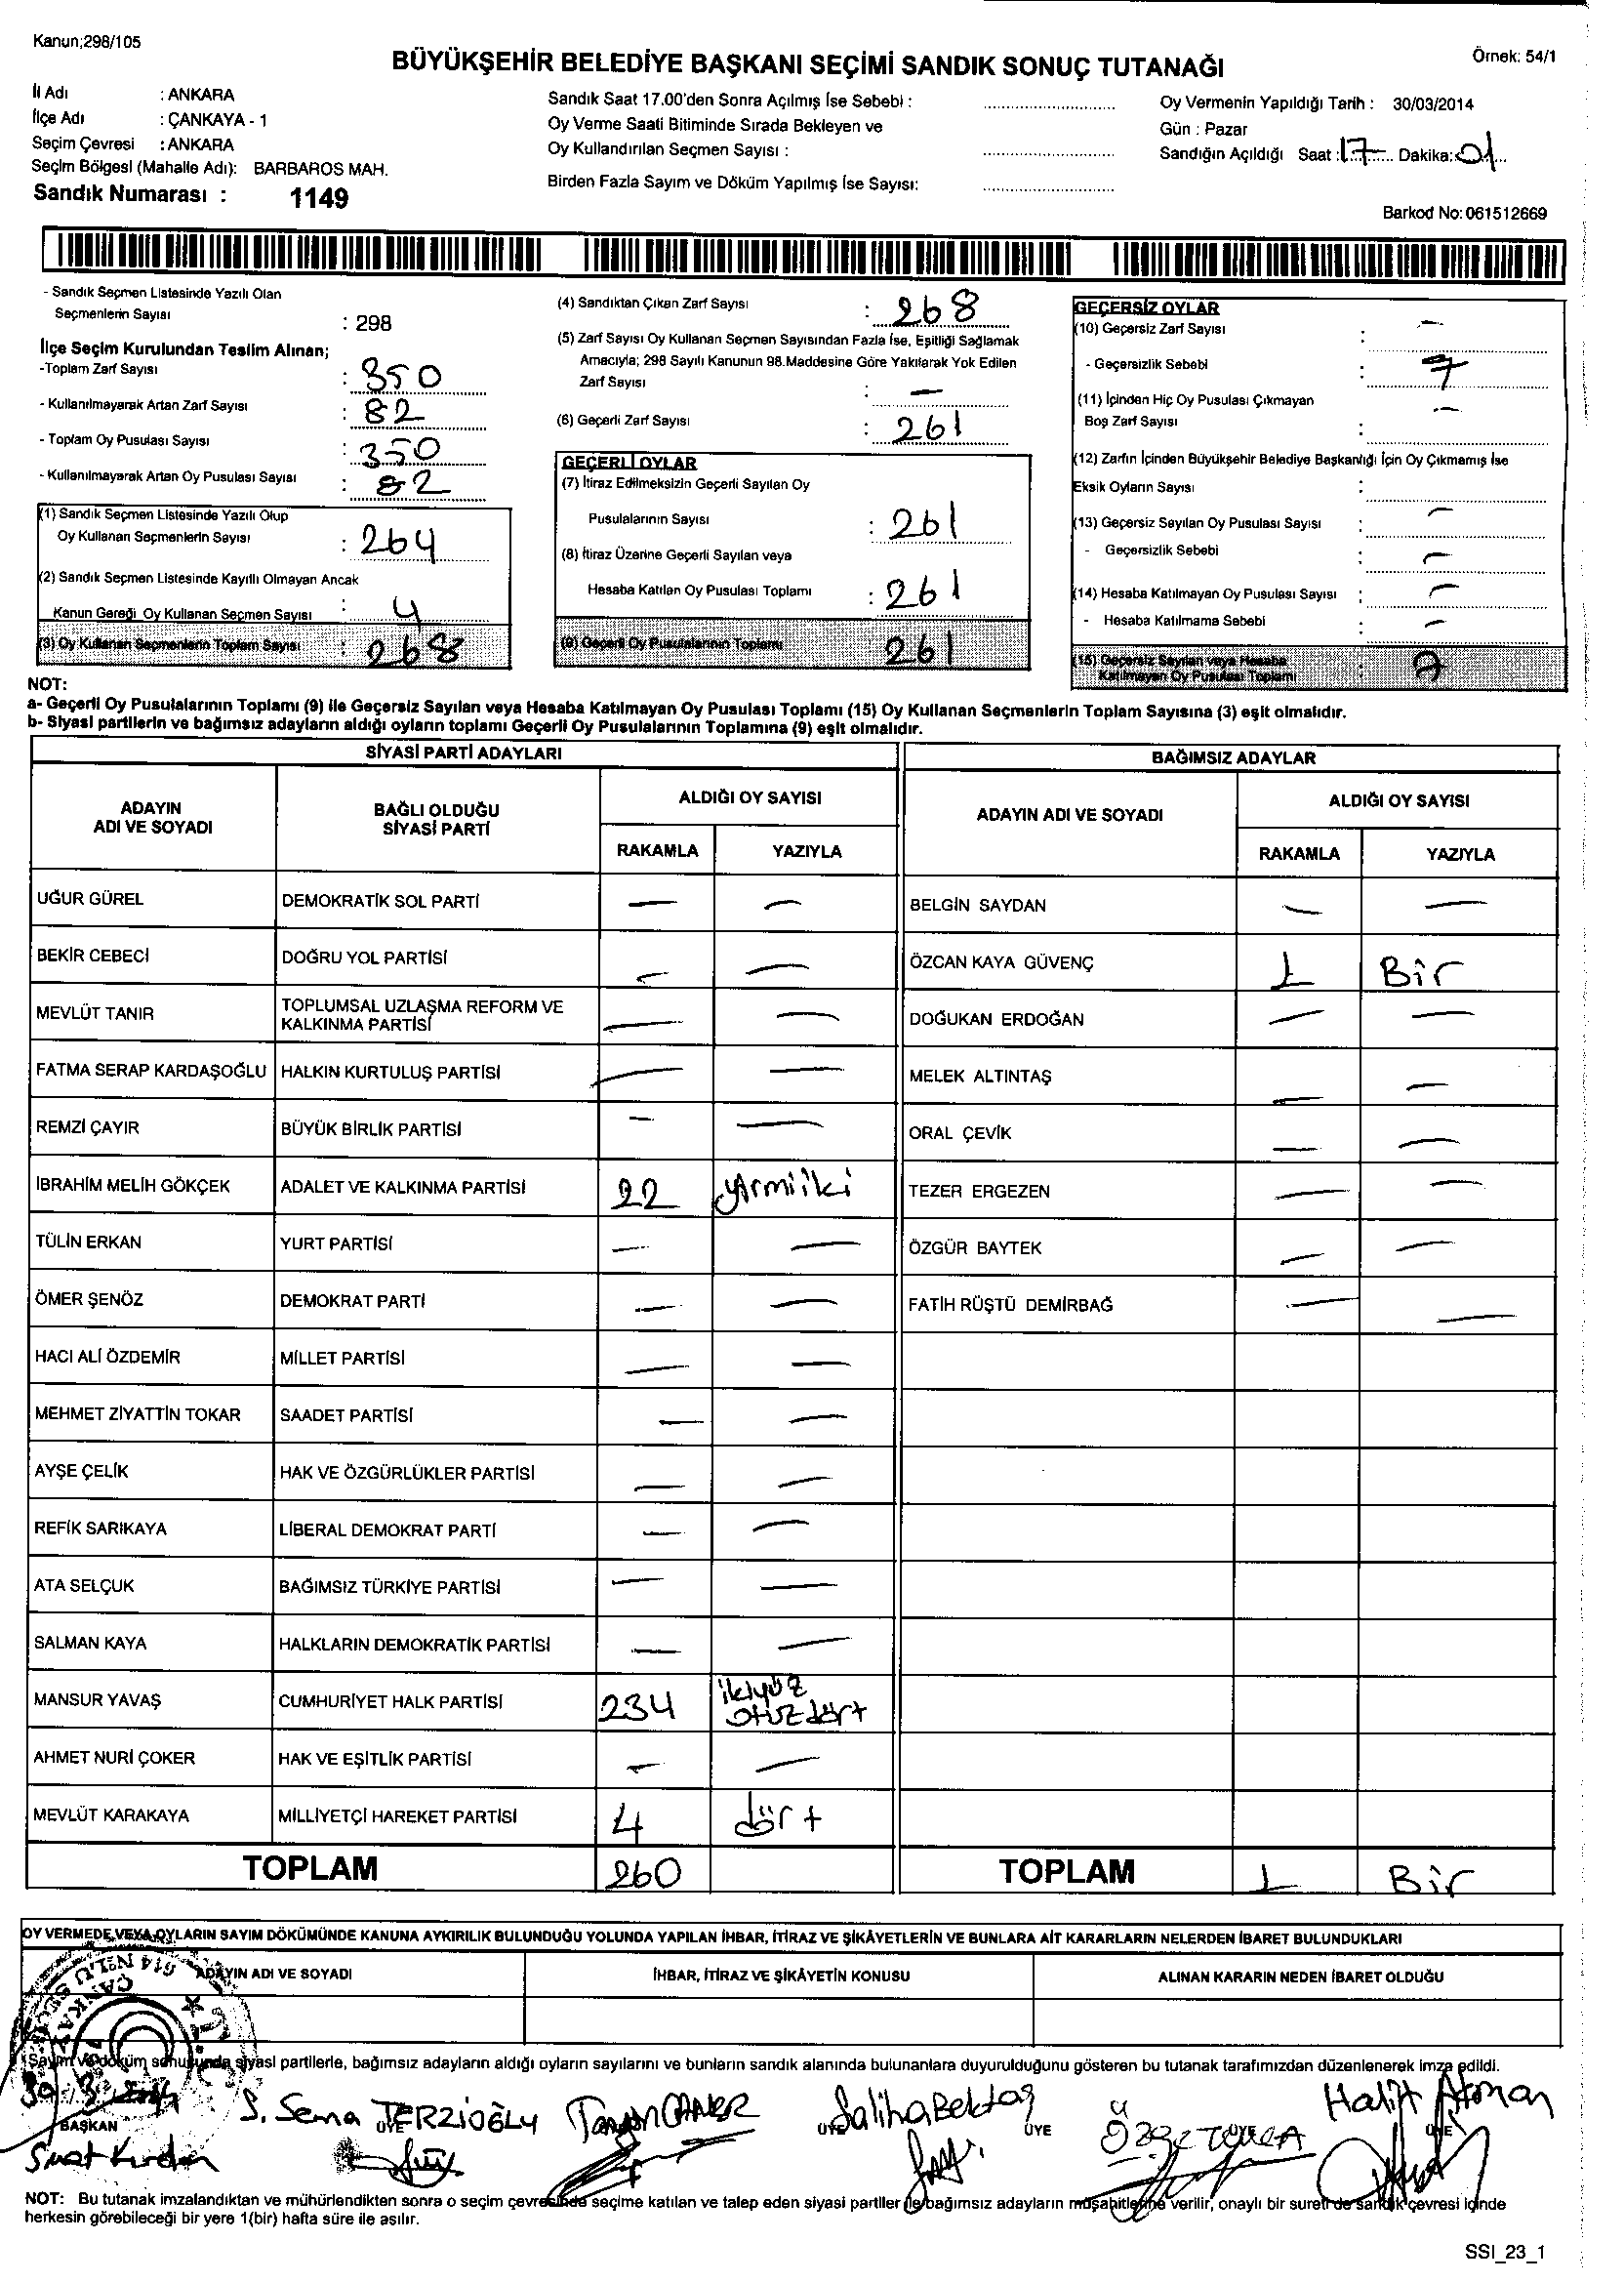 Kanun;298/105
BÜYÜKŞEHİR BELEDİYE BAŞKANI SEÇİMİ SANDIK SONUÇ TUTANAĞI
Örnek: 54/1
İl Adı : ANKARA
İlçe Adı : ÇANKAYA - 1
Seçim Çevresi : ANKARA
Seçim Bölgesi (Mahalle Adı): BARBAROS MAH.
Sandık Numarası : 1149
Sandık Saat 17.00'den Sonra Açılmış İse Sebebi :
Oy Verme Saati Bitiminde Sırada Bekleyen ve
Oy Kullandırılan Seçmen Sayısı :
Birden Fazla Sayım ve Döküm Yapılmış İse Sayısı:
Oy Vermenin Yapıldığı Tarih : 30/03/2014
Gün : Pazar
Sandığın Açıldığı Saat : 17 Dakika: 01
Barkod No: 061512669
- Sandık Seçmen Listesinde Yazılı Olan
Seçmenlerin Sayısı : 298
İlçe Seçim Kurulundan Teslim Alınan;
-Toplam Zarf Sayısı : 350
- Kullanılmayarak Artan Zarf Sayısı : 82
- Toplam Oy Pusulası Sayısı : 350
- Kullanılmayarak Artan Oy Pusulası Sayısı : 82
(1) Sandık Seçmen Listesinde Yazılı Olup
Oy Kullanan Seçmenlerin Sayısı : 264
(2) Sandık Seçmen Listesinde Kayıtlı Olmayan Ancak
Kanun Gereği Oy Kullanan Seçmen Sayısı : 4
(3) Oy Kullanan Seçmenlerin Toplam Sayısı : 268
(4) Sandıktan Çıkan Zarf Sayısı : 268
(5) Zarf Sayısı Oy Kullanan Seçmen Sayısından Fazla İse, Eşitliği Sağlamak
Amacıyla; 298 Sayılı Kanunun 98.Maddesine Göre Yakılarak Yok Edilen
Zarf Sayısı : —
(6) Geçerli Zarf Sayısı : 261
GEÇERLİ OYLAR
(7) İtiraz Edilmeksizin Geçerli Sayılan Oy
Pusulalarının Sayısı : 261
(8) İtiraz Üzerine Geçerli Sayılan veya
Hesaba Katılan Oy Pusulası Toplamı : 261
(9) Geçerli Oy Pusulalarının Toplamı 261
GEÇERSİZ OYLAR
(10) Geçersiz Zarf Sayısı : —
- Geçersizlik Sebebi : 7
(11) İçinden Hiç Oy Pusulası Çıkmayan —
Boş Zarf Sayısı :
(12) Zarfın İçinden Büyükşehir Belediye Başkanlığı İçin Oy Çıkmamış İse
Eksik Oyların Sayısı :
(13) Geçersiz Sayılan Oy Pusulası Sayısı : —
- Geçersizlik Sebebi : —
(14) Hesaba Katılmayan Oy Pusulası Sayısı : —
- Hesaba Katılmama Sebebi : —
(15) Geçersiz Sayılan veya Hesaba
Katılmayan Oy Pusulası Toplamı : 7
NOT:
a- Geçerli Oy Pusulalarının Toplamı (9) ile Geçersiz Sayılan veya Hesaba Katılmayan Oy Pusulası Toplamı (15) Oy Kullanan Seçmenlerin Toplam Sayısına (3) eşit olmalıdır.
b- Siyasi partilerin ve bağımsız adayların aldığı oyların toplamı Geçerli Oy Pusulalarının Toplamına (9) eşit olmalıdır.
SİYASİ PARTİ ADAYLARI
ADAYIN ADI VE SOYADI
BAĞLI OLDUĞU SİYASİ PARTİ
ALDIĞI OY SAYISI
RAKAMLA YAZIYLA
UĞUR GÜREL DEMOKRATİK SOL PARTİ — —
BEKİR CEBECİ DOĞRU YOL PARTİSİ — —
MEVLÜT TANIR TOPLUMSAL UZLAŞMA REFORM VE
KALKINMA PARTİSİ — —
FATMA SERAP KARDAŞOĞLU HALKIN KURTULUŞ PARTİSİ — —
REMZİ ÇAYIR BÜYÜK BİRLİK PARTİSİ — —
İBRAHİM MELİH GÖKÇEK ADALET VE KALKINMA PARTİSİ 22 yirmiiki
TÜLİN ERKAN YURT PARTİSİ — —
ÖMER ŞENÖZ DEMOKRAT PARTİ — —
HACI ALİ ÖZDEMİR MİLLET PARTİSİ — —
MEHMET ZİYATTİN TOKAR SAADET PARTİSİ — —
AYŞE ÇELİK HAK VE ÖZGÜRLÜKLER PARTİSİ — —
REFİK SARIKAYA LİBERAL DEMOKRAT PARTİ — —
ATA SELÇUK BAĞIMSIZ TÜRKİYE PARTİSİ — —
SALMAN KAYA HALKLARIN DEMOKRATİK PARTİSİ — —
MANSUR YAVAŞ CUMHURİYET HALK PARTİSİ 234 ikiyüz
otuzdört
AHMET NURİ ÇOKER HAK VE EŞİTLİK PARTİSİ — —
MEVLÜT KARAKAYA MİLLİYETÇİ HAREKET PARTİSİ 4 dört
TOPLAM 260
BAĞIMSIZ ADAYLAR
ADAYIN ADI VE SOYADI
ALDIĞI OY SAYISI
RAKAMLA YAZIYLA
BELGİN SAYDAN — —
ÖZCAN KAYA GÜVENÇ 1 Bir
DOĞUKAN ERDOĞAN — —
MELEK ALTINTAŞ — —
ORAL ÇEVİK — —
TEZER ERGEZEN — —
ÖZGÜR BAYTEK — —
FATİH RÜŞTÜ DEMİRBAĞ — —
TOPLAM 1 Bir
OY VERMEDE VEYA OYLARIN SAYIM DÖKÜMÜNDE KANUNA AYKIRILIK BULUNDUĞU YOLUNDA YAPILAN İHBAR, İTİRAZ VE ŞİKÂYETLERİN VE BUNLARA AİT KARARLARIN NELERDEN İBARET BULUNDUKLARI
ADAYIN ADI VE SOYADI
İHBAR, İTİRAZ VE ŞİKÂYETİN KONUSU
ALINAN KARARIN NEDEN İBARET OLDUĞU
Sayım ve döküm sonucunda siyasi partilerle, bağımsız adayların aldığı oyların sayılarını ve bunların sandık alanında bulunanlara duyurulduğunu gösteren bu tutanak tarafımızdan düzenlenerek imza edildi.
S. Sema TERZİOĞLU
Saliha Bektaş
Özge
Halit
BAŞKAN ÜYE ÜYE ÜYE ÜYE
NOT: Bu tutanak imzalandıktan ve mühürlendikten sonra o seçim çevresinde seçime katılan ve talep eden siyasi partiler ile bağımsız adayların müşahitlerine verilir, onaylı bir sureti de sandık çevresi içinde
herkesin görebileceği bir yere 1(bir) hafta süre ile asılır.
SSI_23_1